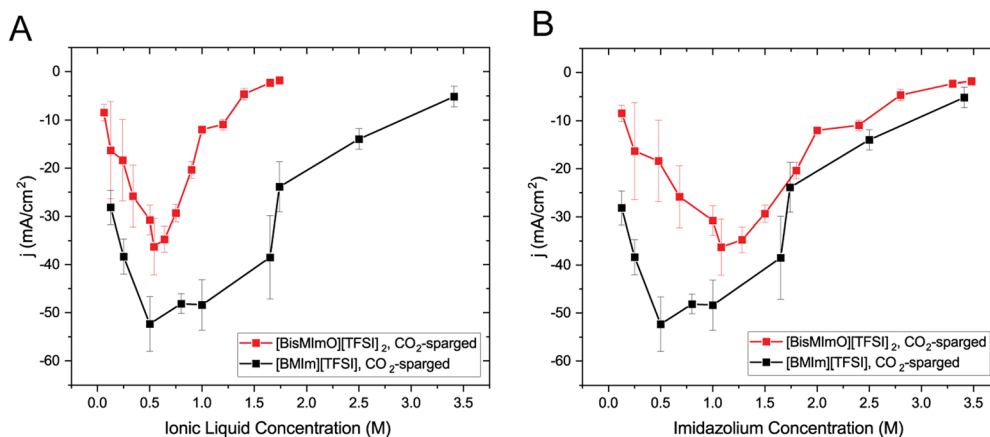 A
0
-10
-20
-30
-40
-50
-60
j (mA/cm²)
[BisMImO][TFSI]₂, CO₂-sparged
[BMIm][TFSI], CO₂-sparged
0.0 0.5 1.0 1.5 2.0 2.5 3.0 3.5
Ionic Liquid Concentration (M)
B
0
-10
-20
-30
-40
-50
-60
j (mA/cm²)
[BisMImO][TFSI]₂, CO₂-sparged
[BMIm][TFSI], CO₂-sparged
0.0 0.5 1.0 1.5 2.0 2.5 3.0 3.5
Imidazolium Concentration (M)